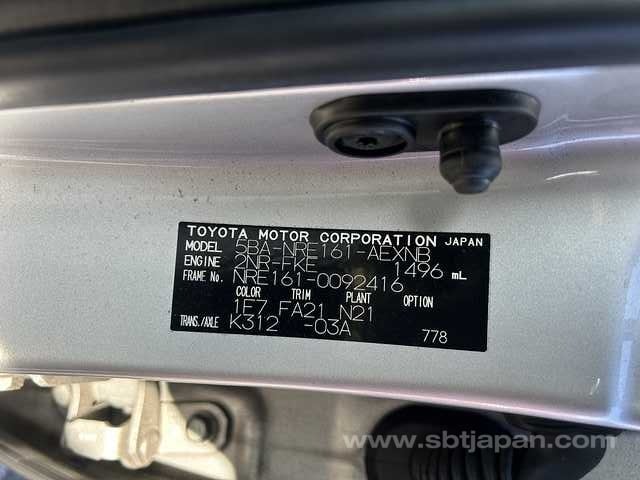 TOYOTA MOTOR CORPORATION JAPAN
MODEL 5BA-NRE161-AEXNB
ENGINE 2NR-FKE 1496 mL
FRAME No. NRE161-0092416
COLOR TRIM PLANT OPTION
1E7 FA21 N21
TRANS./AXLE K312 -03A 778
www.sbtjapan.com